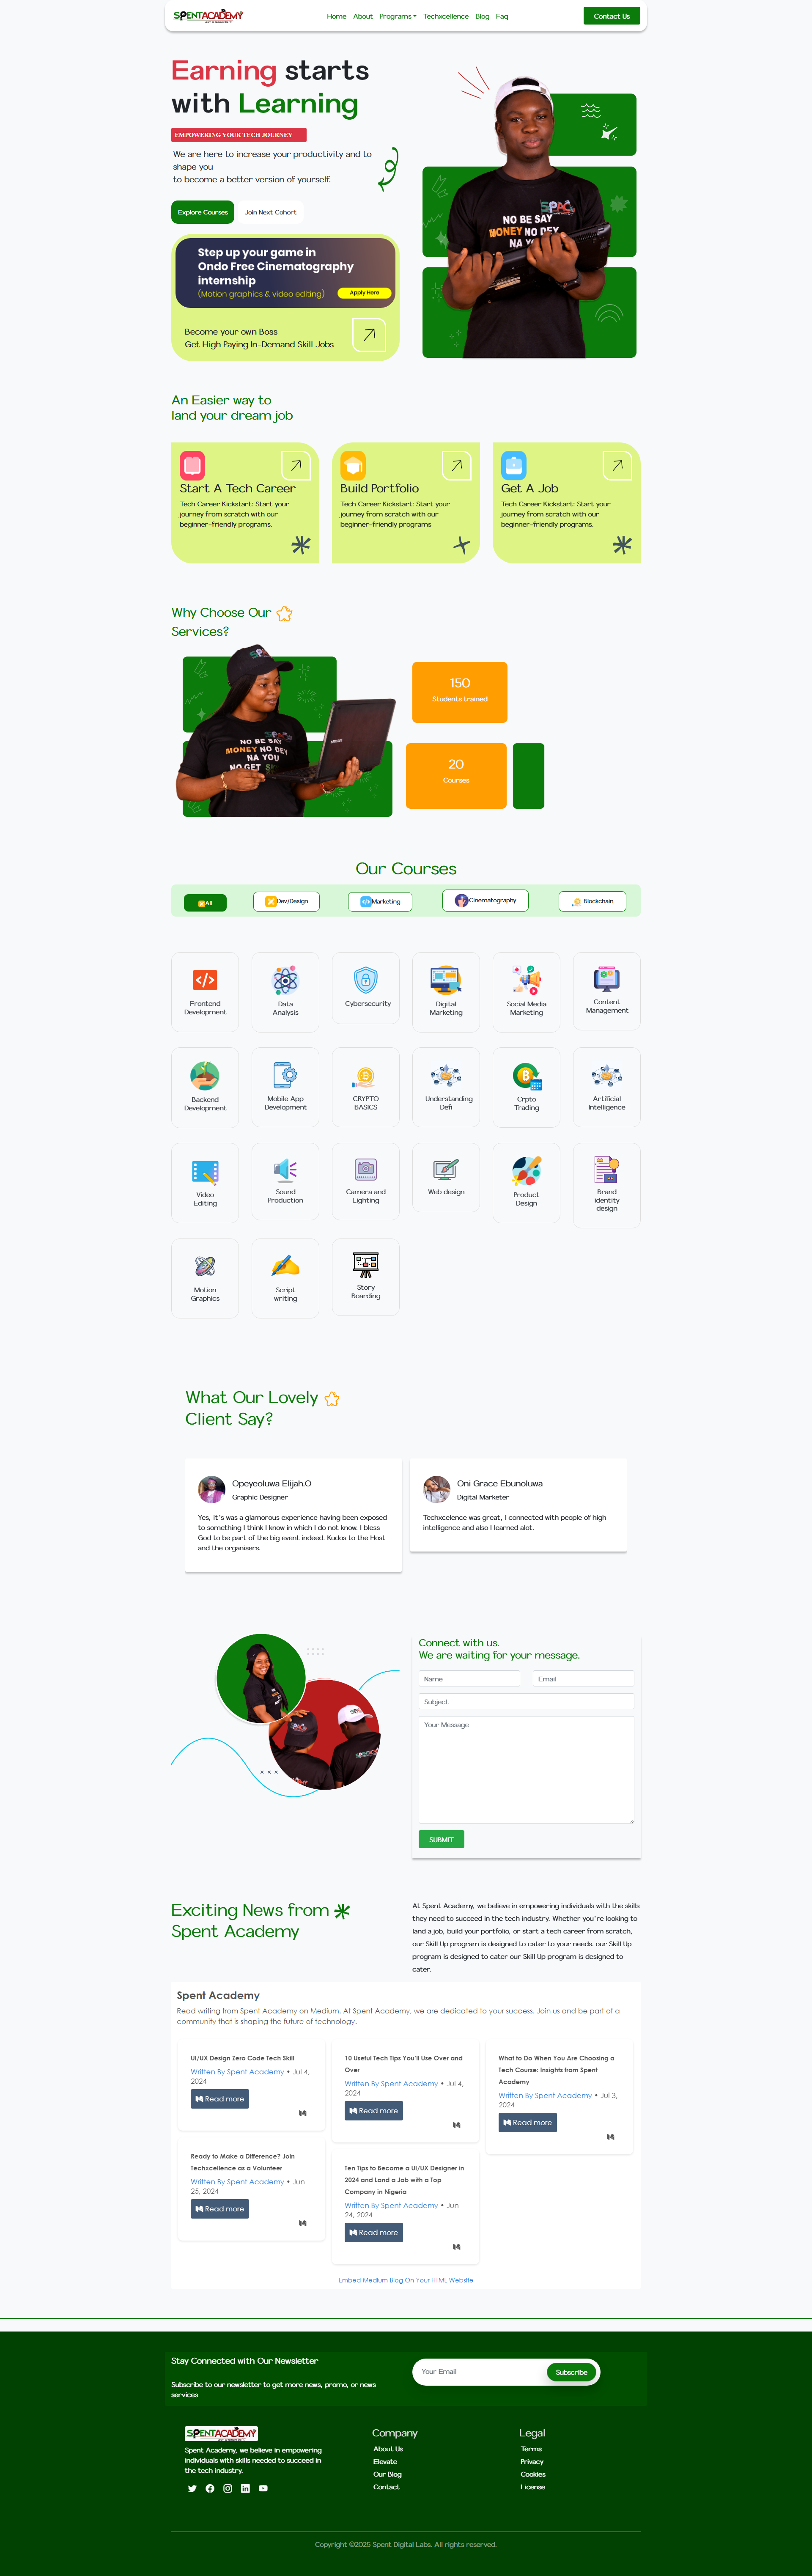 SPENTACADEMY
Home About Programs Techxcellence Blog Faq
Contact Us
Earning starts
with Learning
EMPOWERING YOUR TECH JOURNEY
We are here to increase your productivity and to
shape you
to become a better version of yourself.
Explore Courses
Join Next Cohort
Step up your game in
Ondo Free Cinematography
internship
(Motion graphics & video editing)
Apply Here
Become your own Boss
Get High Paying In-Demand Skill Jobs
SPAC
NO BE SAY
MONEY NO DEY
NA YOU
An Easier way to
land your dream job
Start A Tech Career
Tech Career Kickstart: Start your
journey from scratch with our
beginner-friendly programs.
Build Portfolio
Tech Career Kickstart: Start your
journey from scratch with our
beginner-friendly programs
Get A Job
Tech Career Kickstart: Start your
journey from scratch with our
beginner-friendly programs.
Why Choose Our
Services?
NO BE SAY
MONEY NO DEY
NA YOU
NO GET
150
Students trained
20
Courses
Our Courses
All
Dev/Design
Marketing
Cinematography
Blockchain
Frontend
Development
Data
Analysis
Cybersecurity
Digital
Marketing
Social Media
Marketing
Content
Management
Backend
Development
Mobile App
Development
CRYPTO
BASICS
Understanding
Defi
Crpto
Trading
Artificial
Intelligence
Video
Editing
Sound
Production
Camera and
Lighting
Web design
Product
Design
Brand
identity
design
Motion
Graphics
Script
writing
Story
Boarding
What Our Lovely
Client Say?
Opeyeoluwa Elijah.O
Graphic Designer
Yes, it's was a glamorous experience having been exposed
to something I think I know in which I do not know. I bless
God to be part of the big event indeed. Kudos to the Host
and the organisers.
Oni Grace Ebunoluwa
Digital Marketer
Techxcelence was great, I connected with people of high
intelligence and also I learned alot.
Connect with us.
We are waiting for your message.
Name
Email
Subject
Your Message
SUBMIT
Exciting News from
Spent Academy
At Spent Academy, we believe in empowering individuals with the skills
they need to succeed in the tech industry. Whether you're looking to
land a job, build your portfolio, or start a tech career from scratch,
our Skill Up program is designed to cater to your needs. our Skill Up
program is designed to cater our Skill Up program is designed to
cater.
Spent Academy
Read writing from Spent Academy on Medium. At Spent Academy, we are dedicated to your success, Join us and be part of a
community that is shaping the future of technology.
UI/UX Design Zero Code Tech Skill
Written By Spent Academy • Jul 4,
2024
Read more
10 Useful Tech Tips You'll Use Over and
Over
Written By Spent Academy • Jul 4,
2024
Read more
What to Do When You Are Choosing a
Tech Course: Insights from Spent
Academy
Written By Spent Academy • Jul 3,
2024
Read more
Ready to Make a Difference? Join
Techxcellence as a Volunteer
Written By Spent Academy • Jun
25, 2024
Read more
Ten Tips to Become a UI/UX Designer in
2024 and Land a Job with a Top
Company in Nigeria
Written By Spent Academy • Jun
24, 2024
Read more
Embed Medium Blog On Your HTML Website
Stay Connected with Our Newsletter
Subscribe to our newsletter to get more news, promo, or news
services
Your Email
Subscribe
SPENTACADEMY
Spent Academy, we believe in empowering
individuals with skills needed to succeed in
the tech industry.
Company
About Us
Elevate
Our Blog
Contact
Legal
Terms
Privacy
Cookies
License
Copyright ©2025 Spent Digital Labs. All rights reserved.